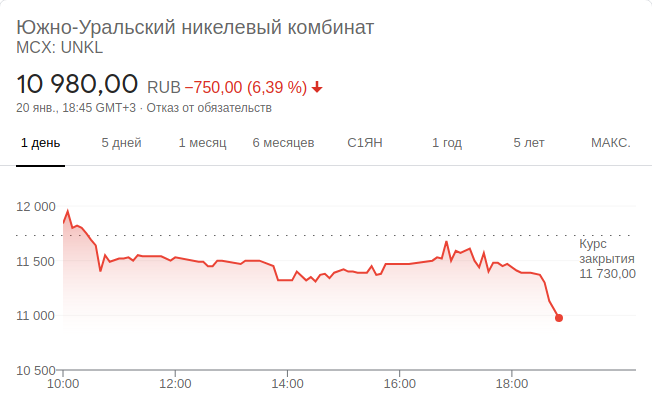 Южно-Уральский никелевый комбинат
MCX: UNKL
10 980,00 RUB −750,00 (6,39 %)
20 янв., 18:45 GMT+3 · Отказ от обязательств
1 день 5 дней 1 месяц 6 месяцев С1ЯН 1 год 5 лет МАКС.
12 000
Курс
закрытия
11 730,00
11 500
11 000
10 500
10:00 12:00 14:00 16:00 18:00